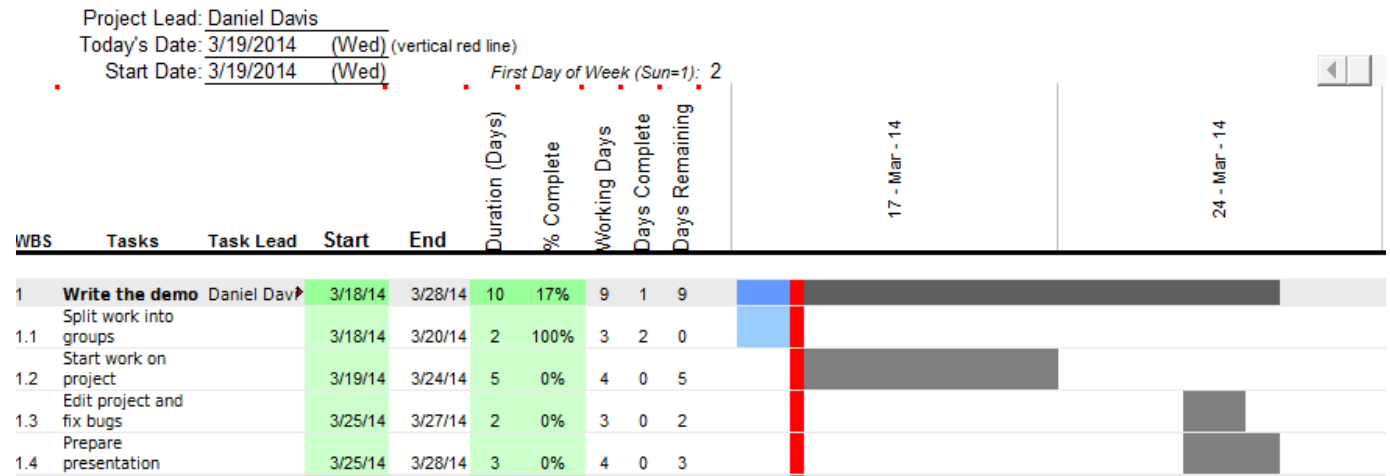 Project Lead: Daniel Davis
Today's Date: 3/19/2014 (Wed) (vertical red line)
Start Date: 3/19/2014 (Wed) First Day of Week (Sun=1): 2
WBS Tasks Task Lead Start End Duration (Days) % Complete Working Days Days Complete Days Remaining 17 - Mar - 14 24 - Mar - 14
1 Write the demo Daniel Davi 3/18/14 3/28/14 10 17% 9 1 9
Split work into
1.1 groups 3/18/14 3/20/14 2 100% 3 2 0
Start work on
1.2 project 3/19/14 3/24/14 5 0% 4 0 5
Edit project and
1.3 fix bugs 3/25/14 3/27/14 2 0% 3 0 2
Prepare
1.4 presentation 3/25/14 3/28/14 3 0% 4 0 3